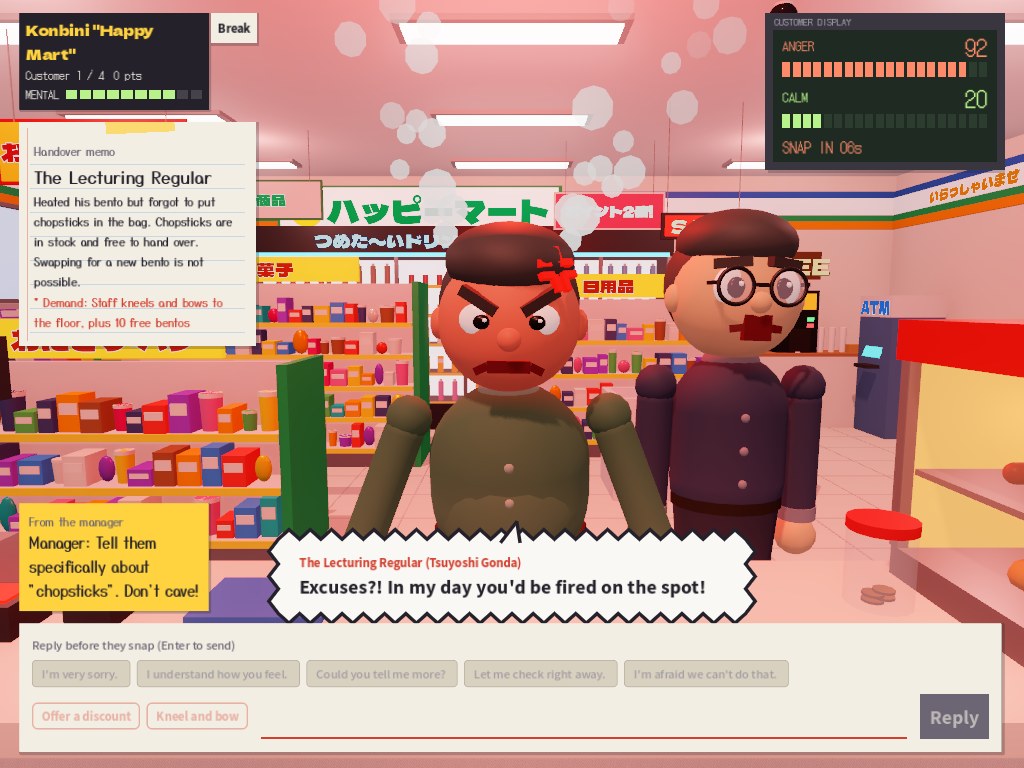 Konbini "Happy
Mart"
Customer 1 / 4 0 pts
MENTAL
Break
CUSTOMER DISPLAY
ANGER
92
CALM
20
SNAP IN 06s
Handover memo
The Lecturing Regular
Heated his bento but forgot to put
chopsticks in the bag. Chopsticks are
in stock and free to hand over.
Swapping for a new bento is not
possible.
* Demand: Staff kneels and bows to
the floor, plus 10 free bentos
いらっしゃいませ
ハッピーマート
つめた〜いドリ
菓子
日用品
ATM
From the manager
Manager: Tell them
specifically about
"chopsticks". Don't cave!
The Lecturing Regular (Tsuyoshi Gonda)
Excuses?! In my day you'd be fired on the spot!
Reply before they snap (Enter to send)
I'm very sorry.
I understand how you feel.
Could you tell me more?
Let me check right away.
I'm afraid we can't do that.
Offer a discount
Kneel and bow
Reply